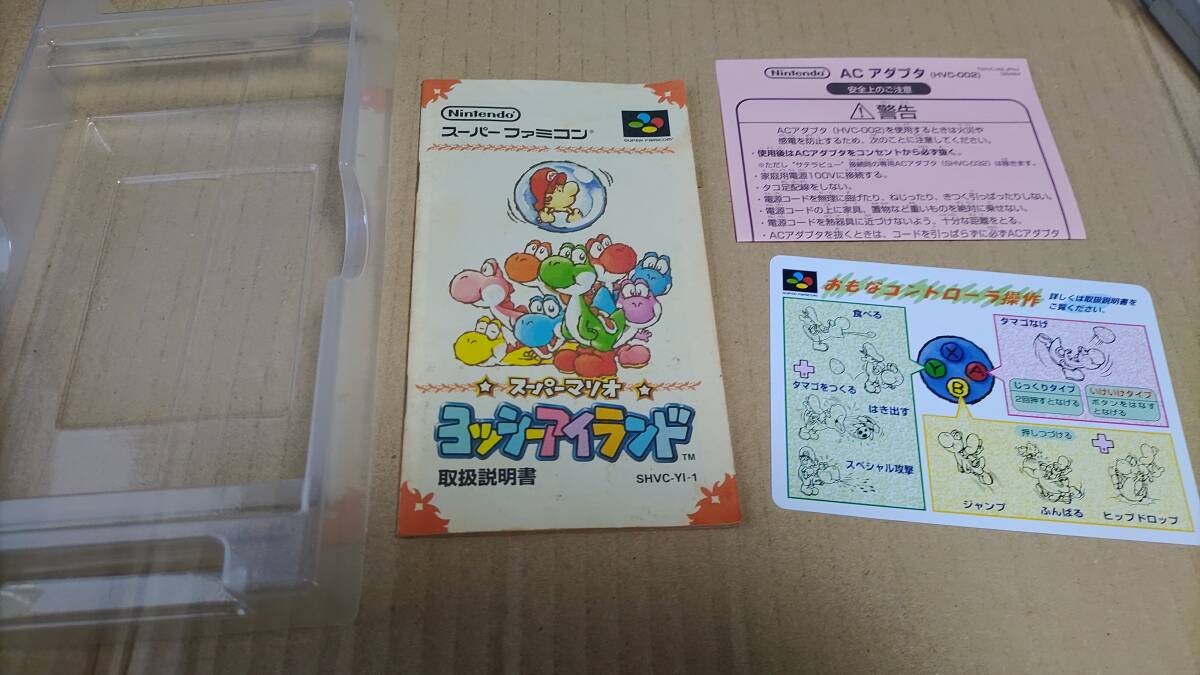 Nintendo
スーパーファミコン®
SUPER FAMICOM
スーパーマリオ
ヨッシーアイランド
TM
取扱説明書
SHVC-YI-1
Nintendo ACアダプタ (HVC-002)
安全上のご注意
警告
ACアダプタ(HVC-002)を使用するときは火災や
感電を防止するため、次のことに注意してください。
・使用後はACアダプタをコンセントから必ず抜く。
※ただし"サテラビュー"接続時の専用ACアダプタ(SHVC-032)は除きます。
・家庭用電源100Vに接続する。
・タコ足配線をしない。
・電源コードを無理に曲げたり、ねじったり、きつく引っぱったりしない。
・電源コードの上に家具、置物など重いものを絶対に乗せない。
・電源コードを熱器具に近づけないよう、十分な距離をとる。
・ACアダプタを抜くときは、コードを引っぱらずに必ずACアダプタ
おもなコントローラ操作
詳しくは取扱説明書を
ご覧ください。
食べる
タマゴをつくる
はき出す
スペシャル攻撃
X
Y
A
B
タマゴなげ
じっくりタイプ
2回押すとなげる
いけいけタイプ
ボタンをはなす
となげる
押しつづける
ジャンプ
ふんばる
ヒップドロップ